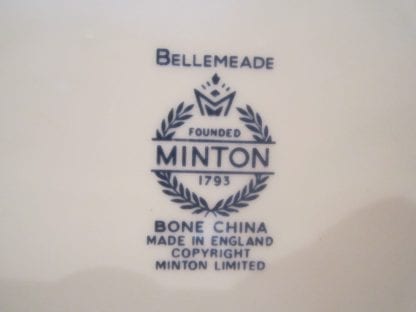 BELLEMEADE
FOUNDED
MINTON
1793
BONE CHINA
MADE IN ENGLAND
COPYRIGHT
MINTON LIMITED